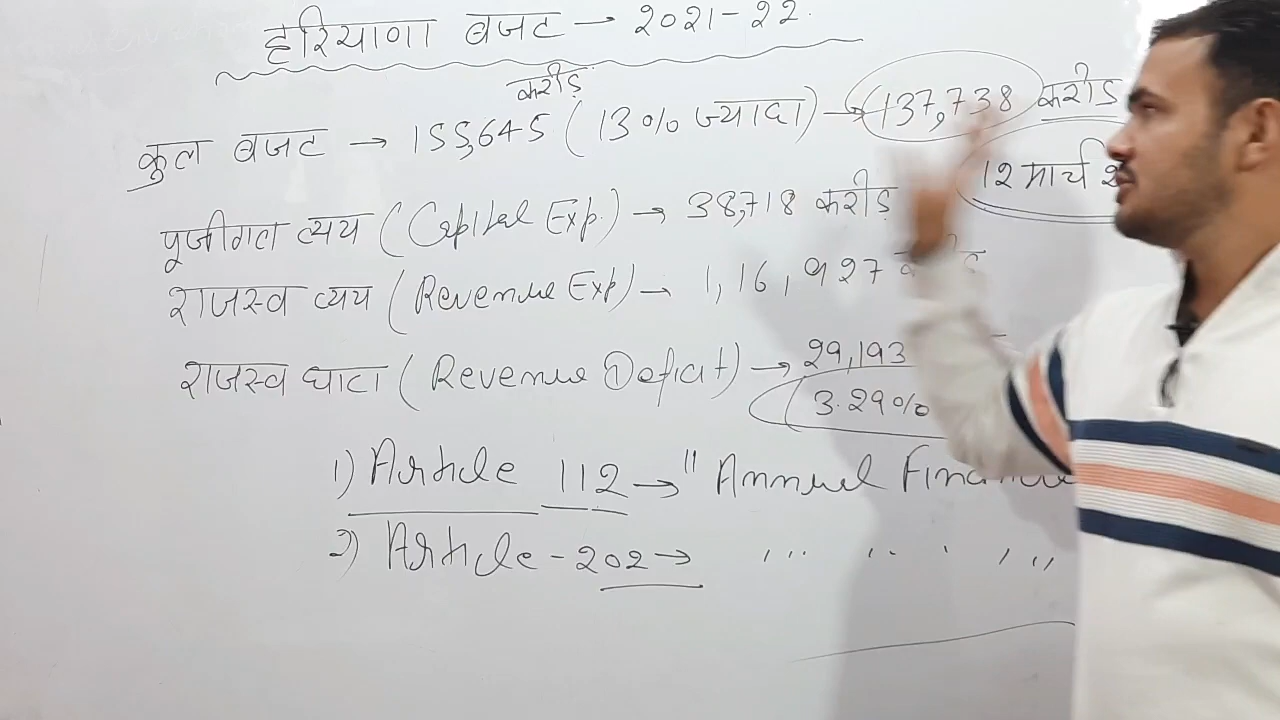 हरियाणा बजट → 2021-22.
करोड़
कुल बजट → 155,645 (13% ज्यादा) → (137,738 करोड
12 मार्च
पूजीगत व्यय (Capital Exp.) → 38,718 करोड़
राजस्व व्यय (Revenue Exp) → 1,16,927
राजस्व घाटा (Revenue Deficit) → 29,193
3.29%
1) Article 112 → " Annual
2) Article - 202 →